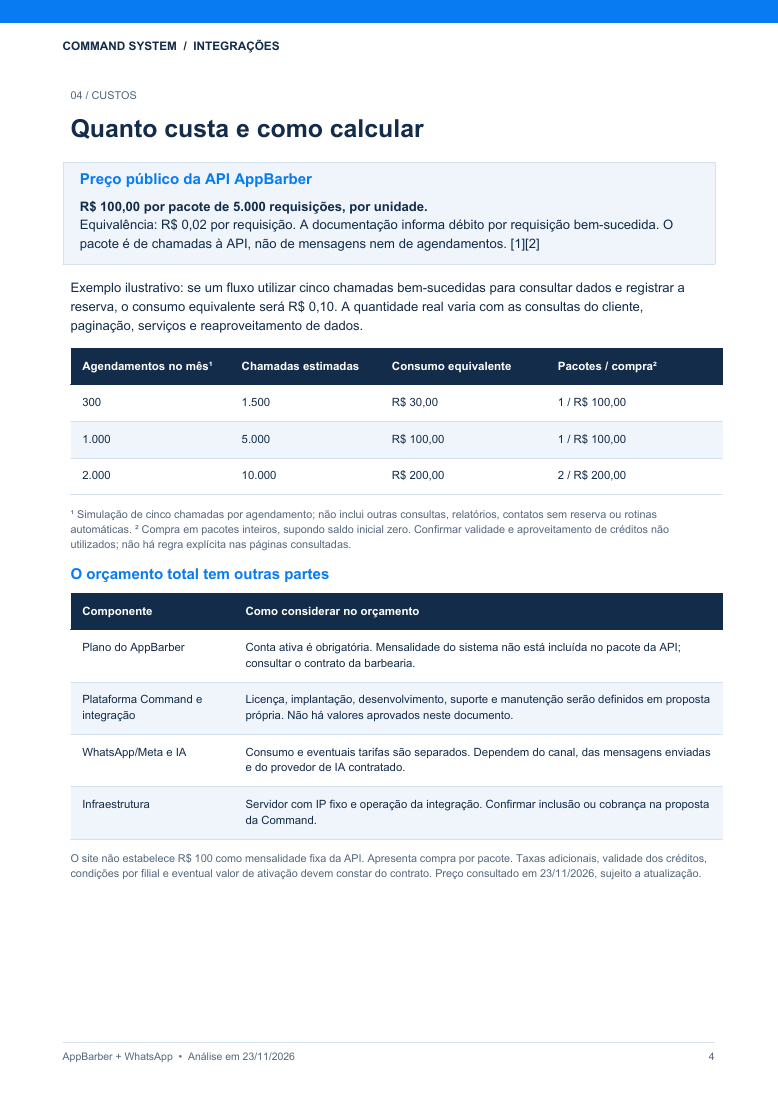 COMMAND SYSTEM / INTEGRAÇÕES
04 / CUSTOS
Quanto custa e como calcular
Preço público da API AppBarber
R$ 100,00 por pacote de 5.000 requisições, por unidade.
Equivalência: R$ 0,02 por requisição. A documentação informa débito por requisição bem-sucedida. O
pacote é de chamadas à API, não de mensagens nem de agendamentos. [1][2]
Exemplo ilustrativo: se um fluxo utilizar cinco chamadas bem-sucedidas para consultar dados e registrar a
reserva, o consumo equivalente será R$ 0,10. A quantidade real varia com as consultas do cliente,
paginação, serviços e reaproveitamento de dados.
Agendamentos no mês¹ Chamadas estimadas Consumo equivalente Pacotes / compra²
300 1.500 R$ 30,00 1 / R$ 100,00
1.000 5.000 R$ 100,00 1 / R$ 100,00
2.000 10.000 R$ 200,00 2 / R$ 200,00
¹ Simulação de cinco chamadas por agendamento; não inclui outras consultas, relatórios, contatos sem reserva ou rotinas
automáticas. ² Compra em pacotes inteiros, supondo saldo inicial zero. Confirmar validade e aproveitamento de créditos não
utilizados; não há regra explícita nas páginas consultadas.
O orçamento total tem outras partes
Componente Como considerar no orçamento
Plano do AppBarber Conta ativa é obrigatória. Mensalidade do sistema não está incluída no pacote da API;
consultar o contrato da barbearia.
Plataforma Command e Licença, implantação, desenvolvimento, suporte e manutenção serão definidos em proposta
integração própria. Não há valores aprovados neste documento.
WhatsApp/Meta e IA Consumo e eventuais tarifas são separados. Dependem do canal, das mensagens enviadas
e do provedor de IA contratado.
Infraestrutura Servidor com IP fixo e operação da integração. Confirmar inclusão ou cobrança na proposta
da Command.
O site não estabelece R$ 100 como mensalidade fixa da API. Apresenta compra por pacote. Taxas adicionais, validade dos créditos,
condições por filial e eventual valor de ativação devem constar do contrato. Preço consultado em 23/11/2026, sujeito a atualização.
AppBarber + WhatsApp • Análise em 23/11/2026 4